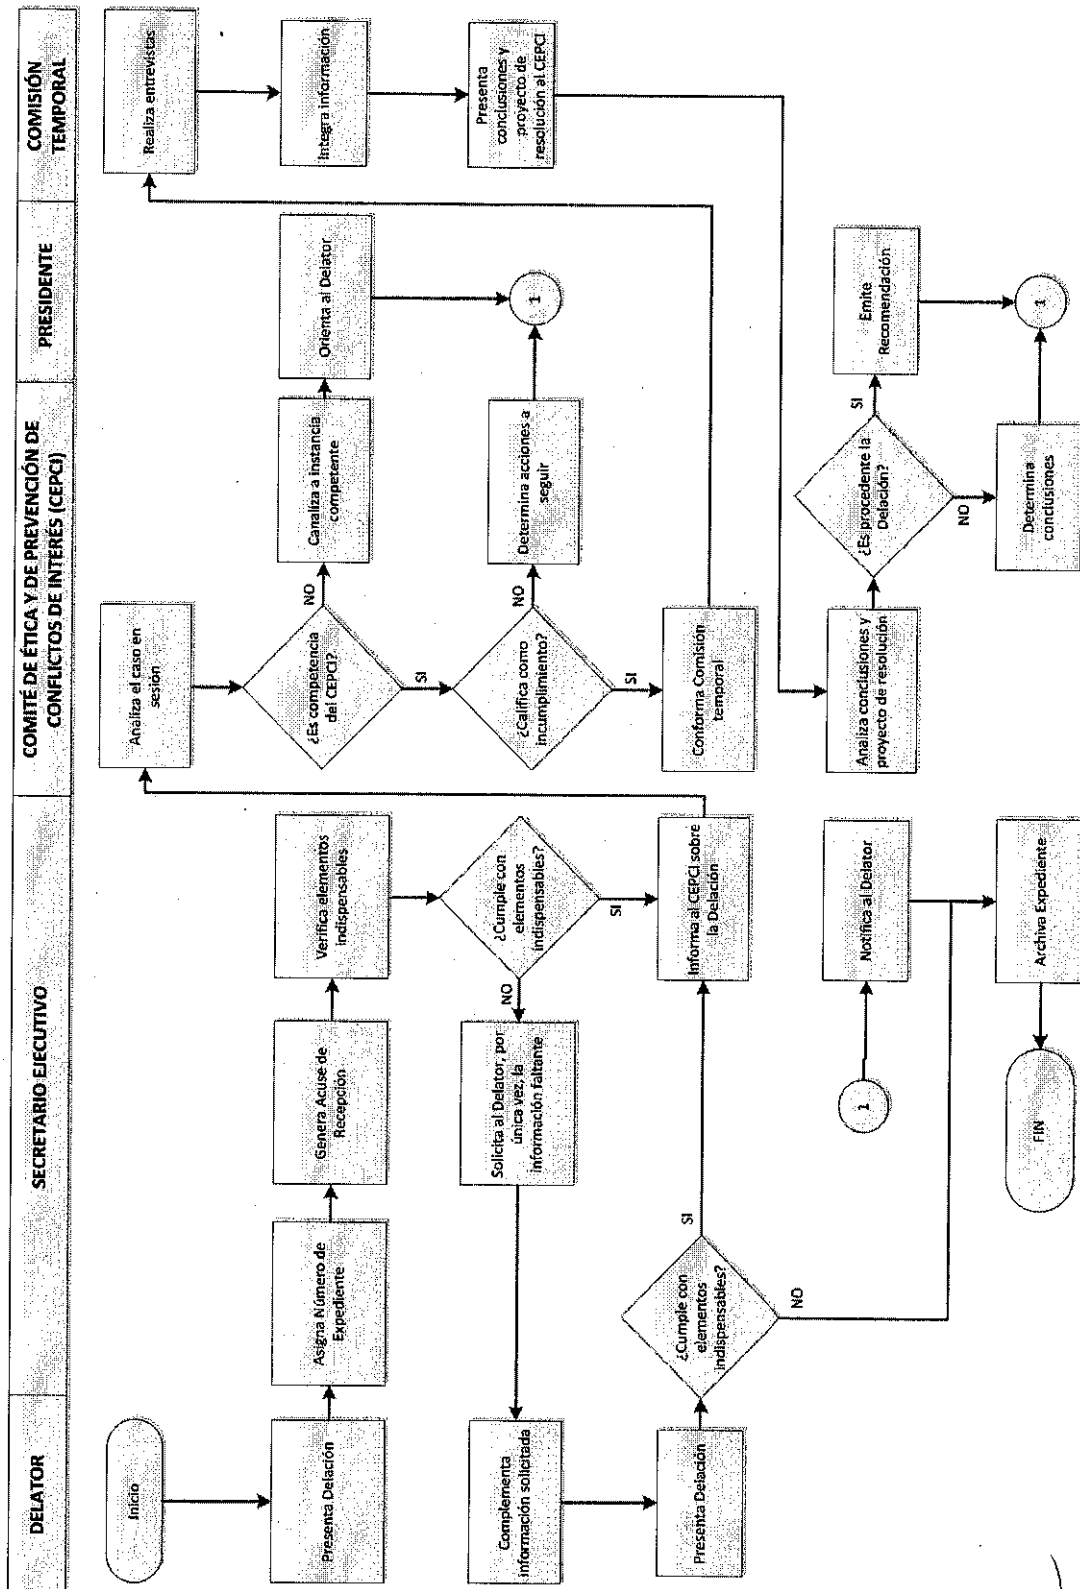 DELATOR
SECRETARIO EJECUTIVO
COMITÉ DE ÉTICA Y DE PREVENCIÓN DE
CONFLICTOS DE INTERÉS (CEPCI)
PRESIDENTE
COMISIÓN
TEMPORAL
Inicio
Presenta Delación
Asigna Número de
Expediente
Genera Acuse de
Recepción
Verifica elementos
indispensables
¿Cumple con
elementos
indispensables?
NO
SI
Solicita al Delator, por
única vez, la
información faltante
Complementa
información solicitada
Presenta Delación
¿Cumple con
elementos
indispensables?
SI
NO
Informa al CEPCI sobre
la Delación
Analiza el caso en
sesión
¿Es competencia
del CEPCI?
NO
SI
Canaliza a instancia
competente
Orienta al Delator
¿Califica como
incumplimiento?
NO
SI
Determina acciones a
seguir
1
Conforma Comisión
temporal
Realiza entrevistas
Integra información
Presenta
conclusiones y
proyecto de
resolución al CEPCI
Analiza conclusiones y
proyecto de resolución
¿Es procedente la
Delación?
SI
NO
Emite
Recomendación
Determina
conclusiones
1
1
Notifica al Delator
Archiva Expediente
FIN